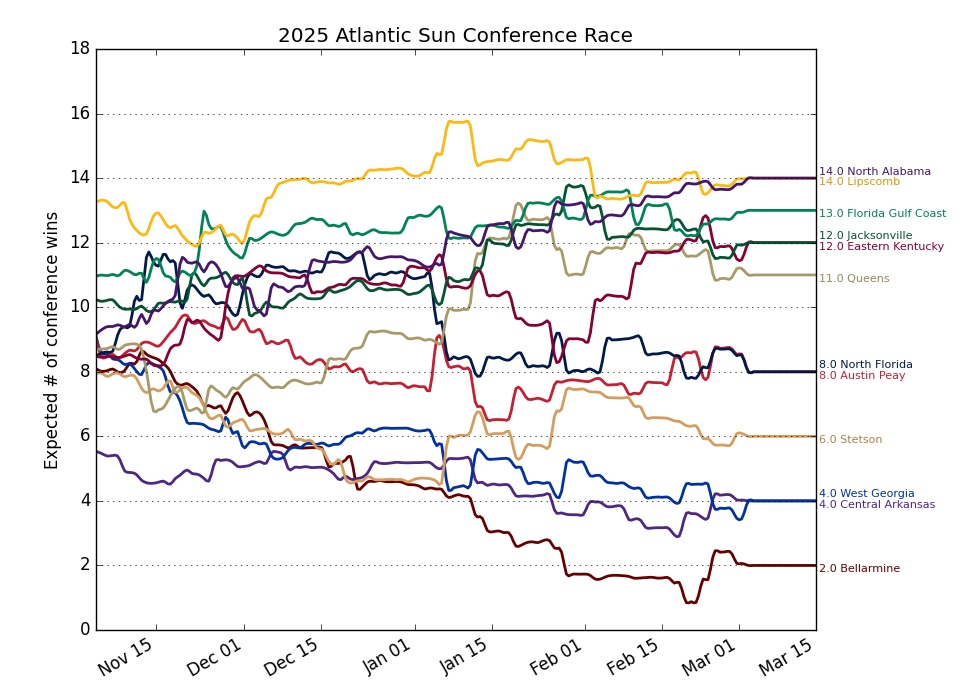 2025 Atlantic Sun Conference Race
Expected # of conference wins
18
16
14
12
10
8
6
4
2
0
Nov 15
Dec 01
Dec 15
Jan 01
Jan 15
Feb 01
Feb 15
Mar 01
Mar 15
14.0 North Alabama
14.0 Lipscomb
13.0 Florida Gulf Coast
12.0 Jacksonville
12.0 Eastern Kentucky
11.0 Queens
8.0 North Florida
8.0 Austin Peay
6.0 Stetson
4.0 West Georgia
4.0 Central Arkansas
2.0 Bellarmine